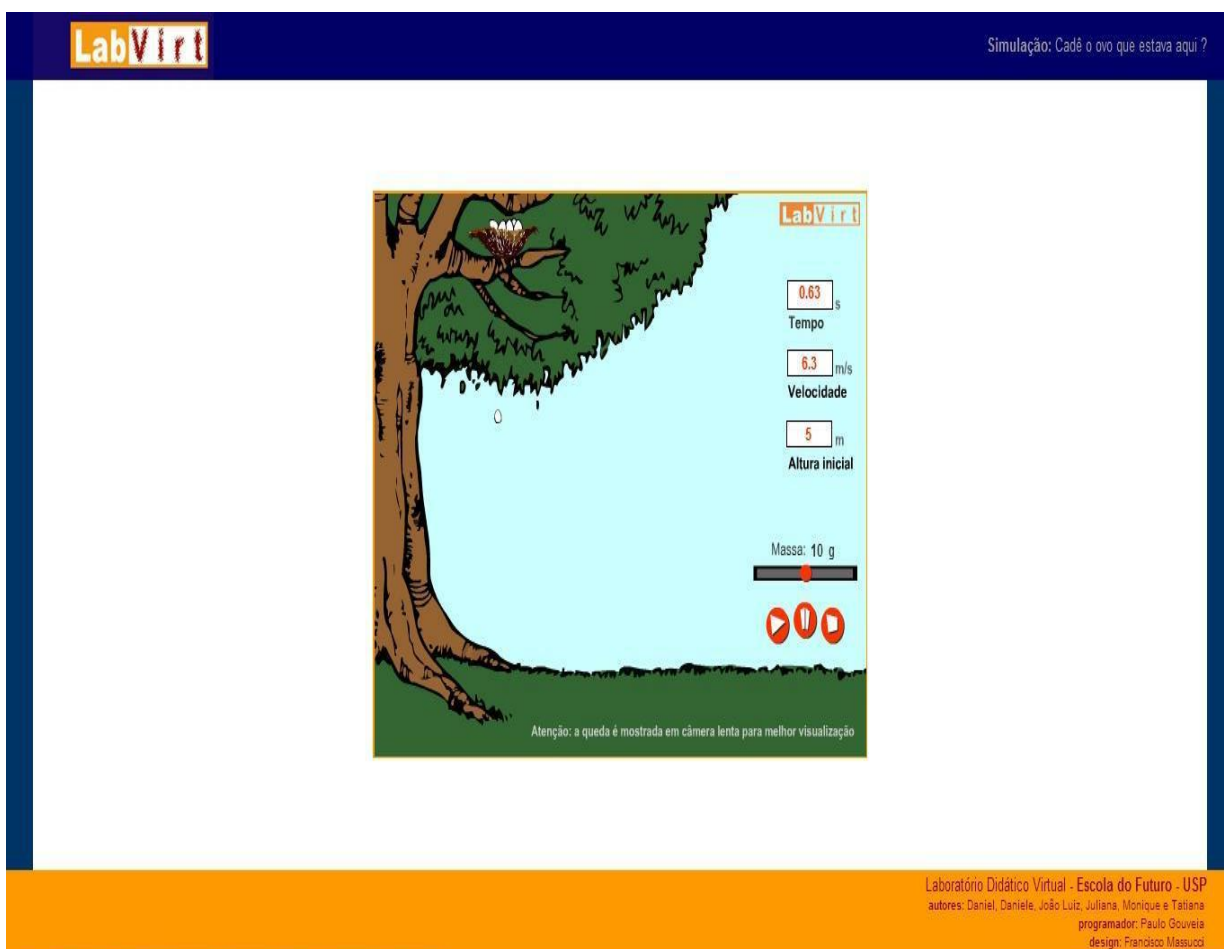 LabVirt
Simulação: Cadê o ovo que estava aqui ?
LabVirt
0.63 s
Tempo
6.3 m/s
Velocidade
5 m
Altura inicial
Massa: 10 g
Atenção: a queda é mostrada em câmera lenta para melhor visualização
Laboratório Didático Virtual - Escola do Futuro - USP
autores: Daniel, Daniele, João Luiz, Juliana, Monique e Tatiana
programador: Paulo Gouveia
design: Francisco Massucci